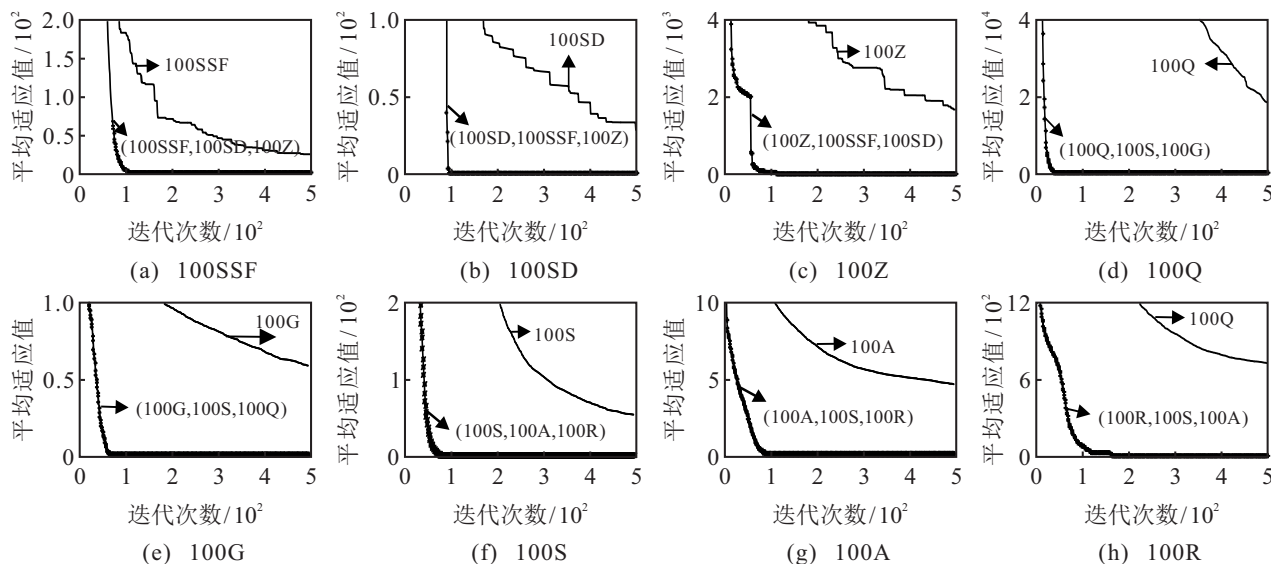 平均适应值/10²
2.0
1.5
1.0
0.5
0
100SSF
(100SSF,100SD,100Z)
0 1 2 3 4 5
迭代次数/10²
(a) 100SSF
平均适应值/10²
1.0
0.5
0
100SD
(100SD,100SSF,100Z)
0 1 2 3 4 5
迭代次数/10²
(b) 100SD
平均适应值/10³
4
2
0
100Z
(100Z,100SSF,100SD)
0 1 2 3 4 5
迭代次数/10²
(c) 100Z
平均适应值/10⁴
4
2
0
100Q
(100Q,100S,100G)
0 1 2 3 4 5
迭代次数/10²
(d) 100Q
平均适应值
1.0
0.5
0
100G
(100G,100S,100Q)
0 1 2 3 4 5
迭代次数/10²
(e) 100G
平均适应值/10²
2
1
0
100S
(100S,100A,100R)
0 1 2 3 4 5
迭代次数/10²
(f) 100S
平均适应值
10
5
0
100A
(100A,100S,100R)
0 1 2 3 4 5
迭代次数/10²
(g) 100A
平均适应值/10²
12
6
0
100Q
(100R,100S,100A)
0 1 2 3 4 5
迭代次数/10²
(h) 100R